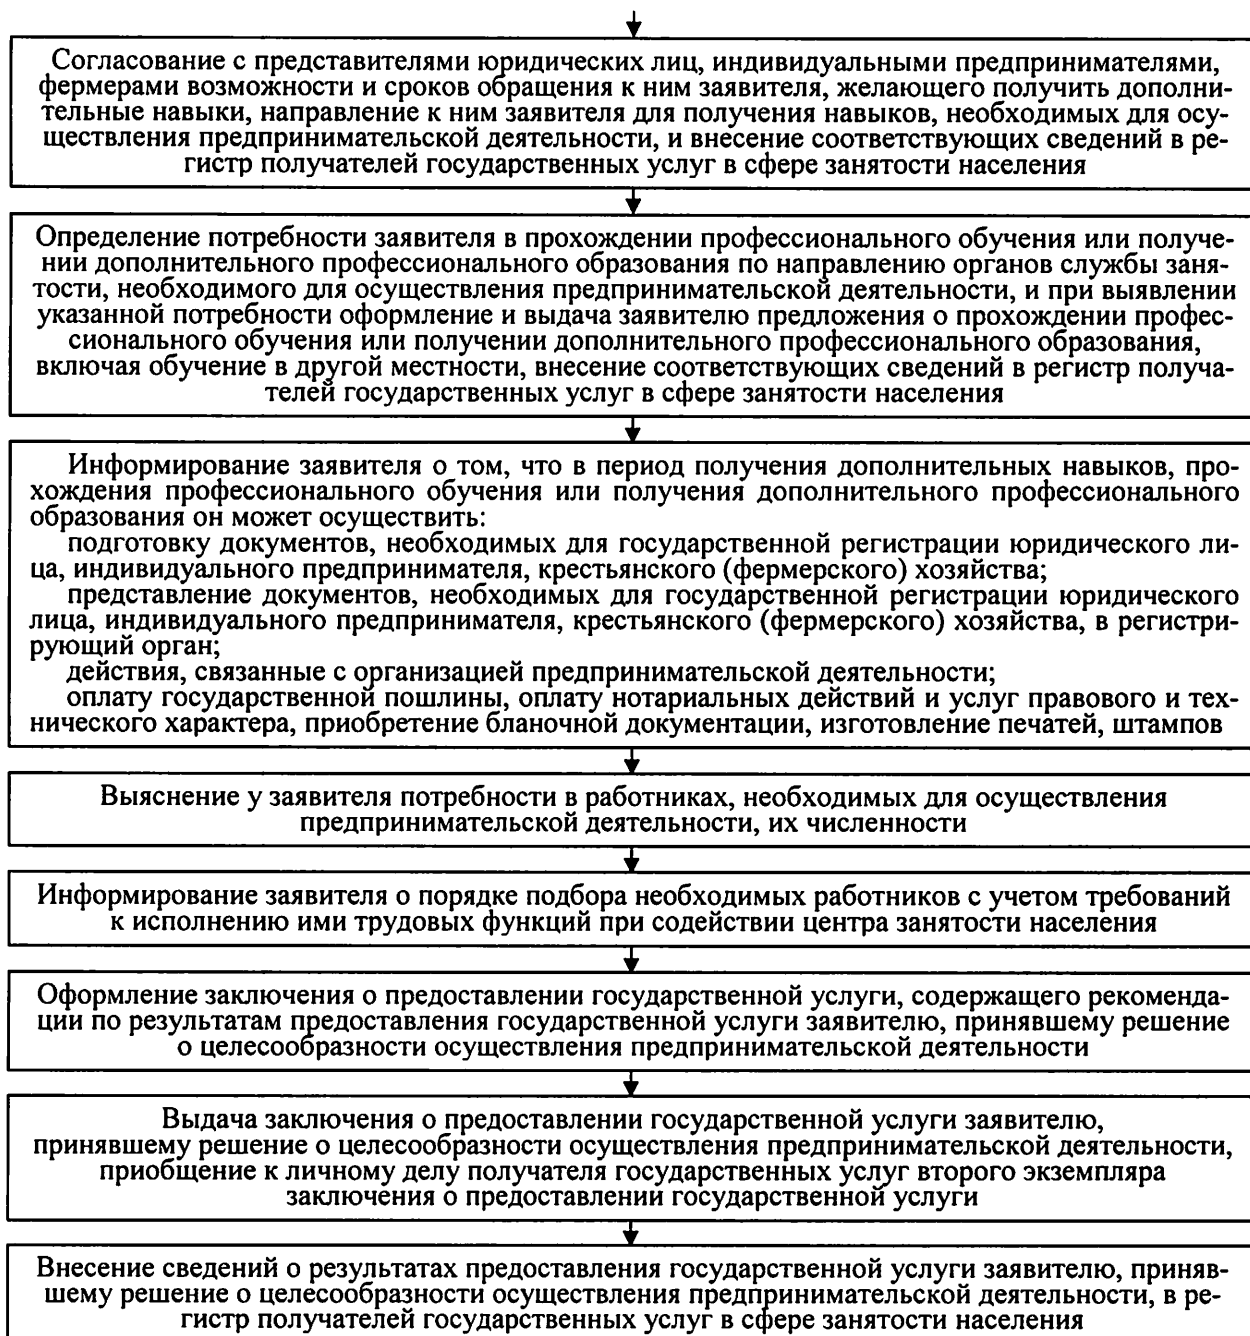 Согласование с представителями юридических лиц, индивидуальными предпринимателями,
фермерами возможности и сроков обращения к ним заявителя, желающего получить дополни-
тельные навыки, направление к ним заявителя для получения навыков, необходимых для осу-
ществления предпринимательской деятельности, и внесение соответствующих сведений в ре-
гистр получателей государственных услуг в сфере занятости населения
Определение потребности заявителя в прохождении профессионального обучения или получе-
нии дополнительного профессионального образования по направлению органов службы заня-
тости, необходимого для осуществления предпринимательской деятельности, и при выявлении
указанной потребности оформление и выдача заявителю предложения о прохождении профес-
сионального обучения или получении дополнительного профессионального образования,
включая обучение в другой местности, внесение соответствующих сведений в регистр получа-
телей государственных услуг в сфере занятости населения
Информирование заявителя о том, что в период получения дополнительных навыков, про-
хождения профессионального обучения или получения дополнительного профессионального
образования он может осуществить:
подготовку документов, необходимых для государственной регистрации юридического ли-
ца, индивидуального предпринимателя, крестьянского (фермерского) хозяйства;
представление документов, необходимых для государственной регистрации юридического
лица, индивидуального предпринимателя, крестьянского (фермерского) хозяйства, в регистри-
рующий орган;
действия, связанные с организацией предпринимательской деятельности;
оплату государственной пошлины, оплату нотариальных действий и услуг правового и тех-
нического характера, приобретение бланочной документации, изготовление печатей, штампов
Выяснение у заявителя потребности в работниках, необходимых для осуществления
предпринимательской деятельности, их численности
Информирование заявителя о порядке подбора необходимых работников с учетом требований
к исполнению ими трудовых функций при содействии центра занятости населения
Оформление заключения о предоставлении государственной услуги, содержащего рекоменда-
ции по результатам предоставления государственной услуги заявителю, принявшему решение
о целесообразности осуществления предпринимательской деятельности
Выдача заключения о предоставлении государственной услуги заявителю,
принявшему решение о целесообразности осуществления предпринимательской деятельности,
приобщение к личному делу получателя государственных услуг второго экземпляра
заключения о предоставлении государственной услуги
Внесение сведений о результатах предоставления государственной услуги заявителю, приняв-
шему решение о целесообразности осуществления предпринимательской деятельности, в ре-
гистр получателей государственных услуг в сфере занятости населения